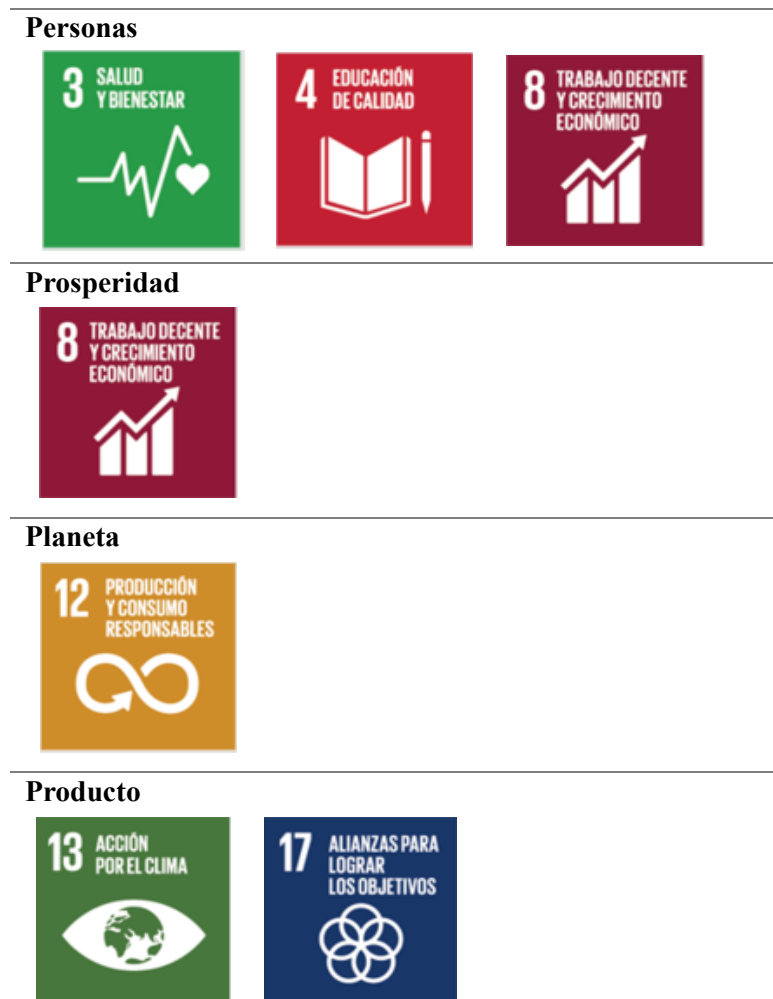 Personas
3 SALUD
Y BIENESTAR
4 EDUCACIÓN
DE CALIDAD
8 TRABAJO DECENTE
Y CRECIMIENTO
ECONÓMICO
Prosperidad
8 TRABAJO DECENTE
Y CRECIMIENTO
ECONÓMICO
Planeta
12 PRODUCCIÓN
Y CONSUMO
RESPONSABLES
Producto
13 ACCIÓN
POR EL CLIMA
17 ALIANZAS PARA
LOGRAR
LOS OBJETIVOS